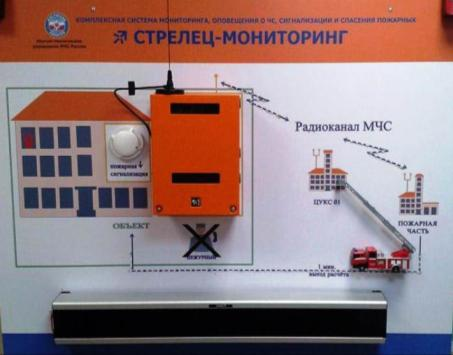 КОМПЛЕКСНАЯ СИСТЕМА МОНИТОРИНГА, ОПОВЕЩЕНИЯ О ЧС, СИГНАЛИЗАЦИИ И СПАСЕНИЯ ПОЖАРНЫХ
СТРЕЛЕЦ-МОНИТОРИНГ
Радиоканал МЧС
пожарная
сигнализация
ЦУКС 01
ПОЖАРНАЯ
ЧАСТЬ
ОБЪЕКТ
ДЕЖУРНЫЙ
1 мин.
выход расчёта